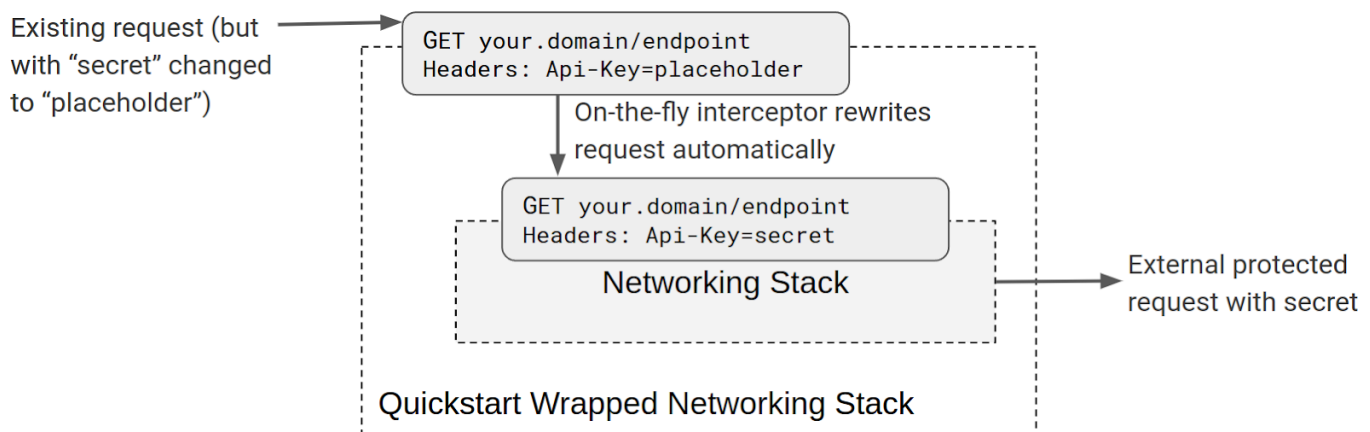 Existing request (but
with “secret” changed
to “placeholder”)
GET your.domain/endpoint
Headers: Api-Key=placeholder
On-the-fly interceptor rewrites
request automatically
GET your.domain/endpoint
Headers: Api-Key=secret
Networking Stack
External protected
request with secret
Quickstart Wrapped Networking Stack